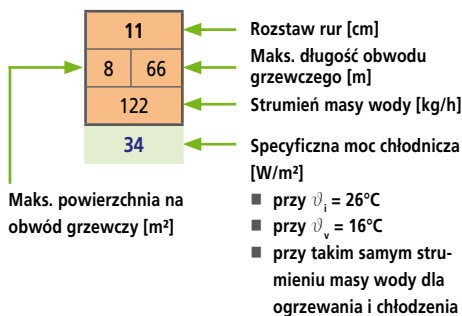 11
8 66
122
34
Rozstaw rur [cm]
Maks. długość obwodu
grzewczego [m]
Strumień masy wody [kg/h]
Specyficzna moc chłodnicza
[W/m²]
■ przy ϑi = 26°C
■ przy ϑv = 16°C
■ przy takim samym stru-
mieniu masy wody dla
ogrzewania i chłodzenia
Maks. powierzchnia na
obwód grzewczy [m²]